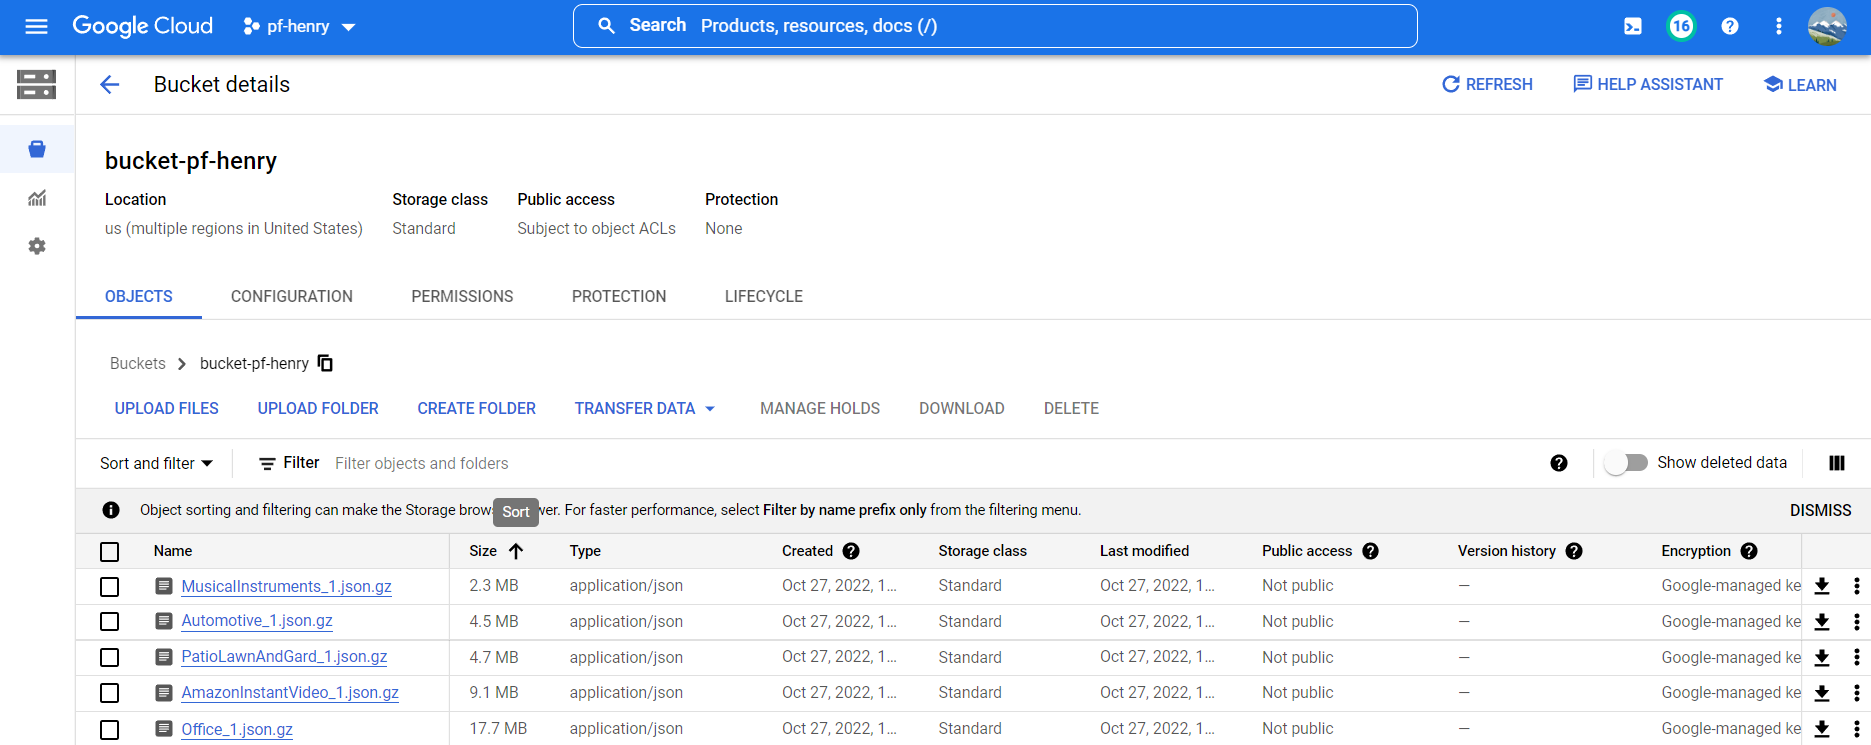 Google Cloud pf-henry Search Products, resources, docs (/) 16
Bucket details REFRESH HELP ASSISTANT LEARN
bucket-pf-henry
Location Storage class Public access Protection
us (multiple regions in United States) Standard Subject to object ACLs None
OBJECTS CONFIGURATION PERMISSIONS PROTECTION LIFECYCLE
Buckets bucket-pf-henry
UPLOAD FILES UPLOAD FOLDER CREATE FOLDER TRANSFER DATA MANAGE HOLDS DOWNLOAD DELETE
Sort and filter Filter Filter objects and folders Show deleted data
Object sorting and filtering can make the Storage brow Sort wer. For faster performance, select Filter by name prefix only from the filtering menu. DISMISS
Name Size Type Created Storage class Last modified Public access Version history Encryption
MusicalInstruments_1.json.gz 2.3 MB application/json Oct 27, 2022, 1... Standard Oct 27, 2022, 1... Not public — Google-managed ke
Automotive_1.json.gz 4.5 MB application/json Oct 27, 2022, 1... Standard Oct 27, 2022, 1... Not public — Google-managed ke
PatioLawnAndGard_1.json.gz 4.7 MB application/json Oct 27, 2022, 1... Standard Oct 27, 2022, 1... Not public — Google-managed ke
AmazonInstantVideo_1.json.gz 9.1 MB application/json Oct 27, 2022, 1... Standard Oct 27, 2022, 1... Not public — Google-managed ke
Office_1.json.gz 17.7 MB application/json Oct 27, 2022, 1... Standard Oct 27, 2022, 1... Not public — Google-managed ke